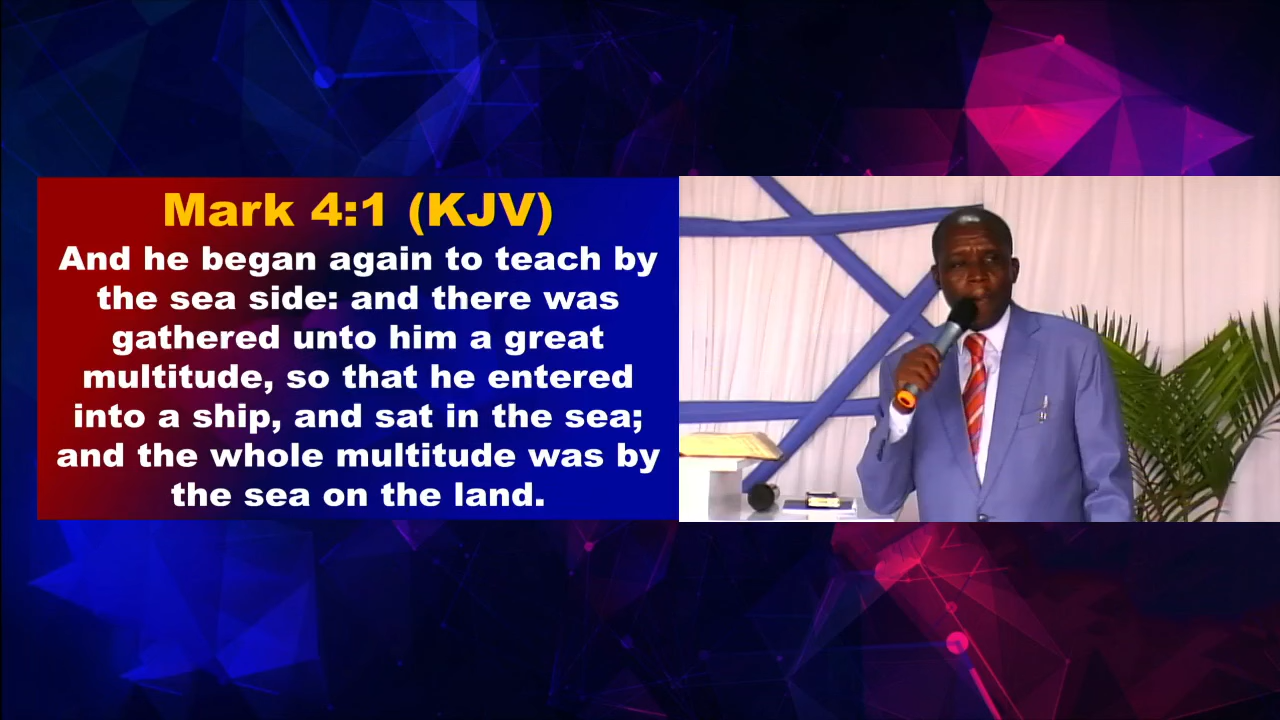 Mark 4:1 (KJV)
And he began again to teach by
the sea side: and there was
gathered unto him a great
multitude, so that he entered
into a ship, and sat in the sea;
and the whole multitude was by
the sea on the land.